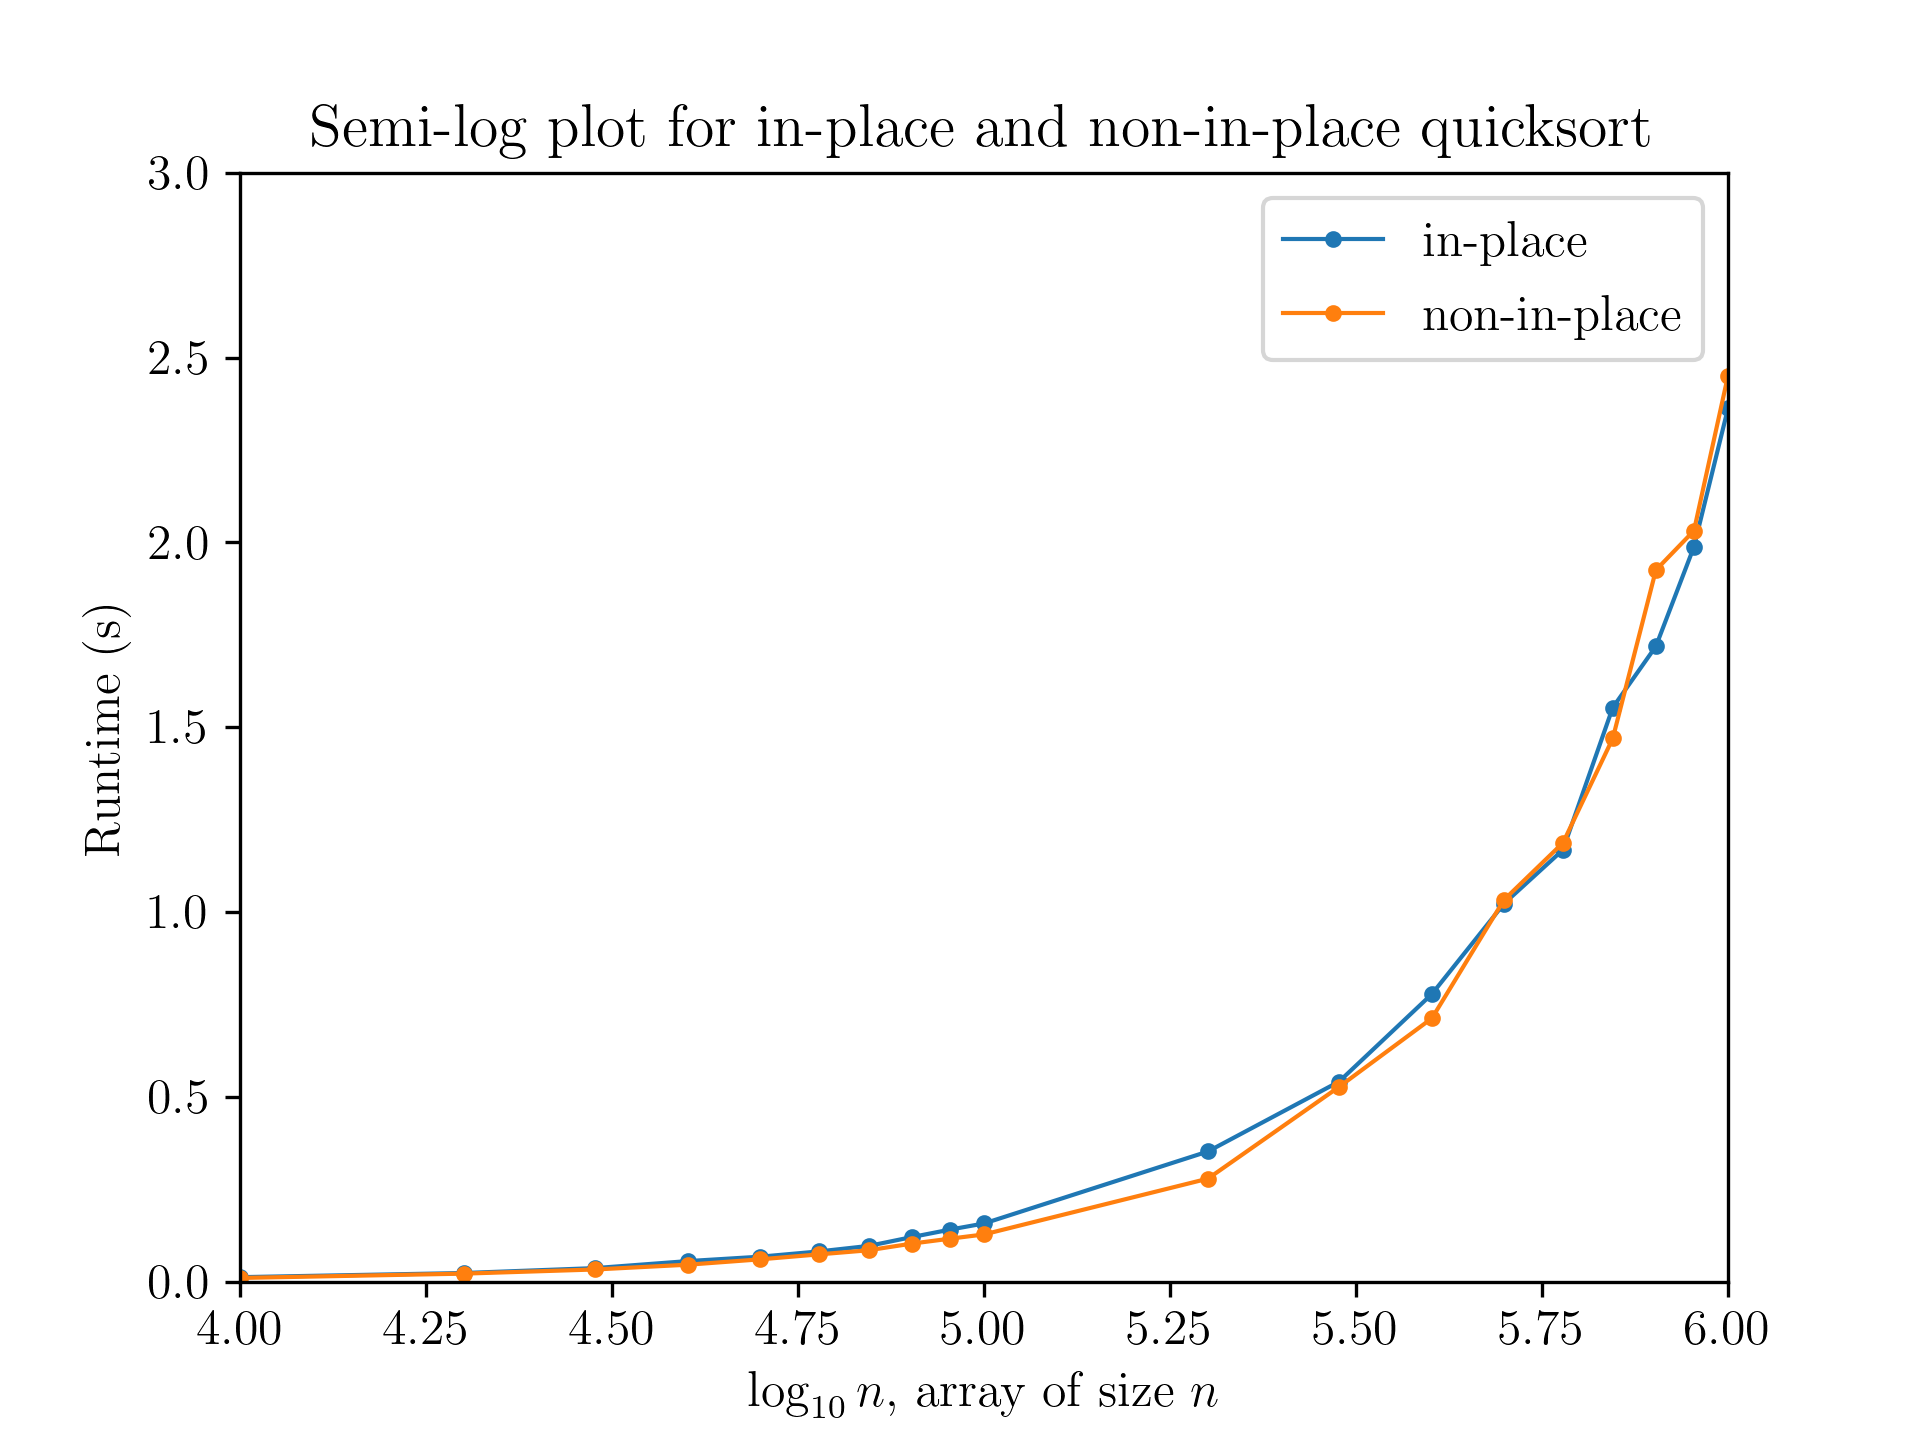 Semi-log plot for in-place and non-in-place quicksort
in-place
non-in-place
Runtime (s)
3.0
2.5
2.0
1.5
1.0
0.5
0.0
4.00 4.25 4.50 4.75 5.00 5.25 5.50 5.75 6.00
log₁₀ n, array of size n